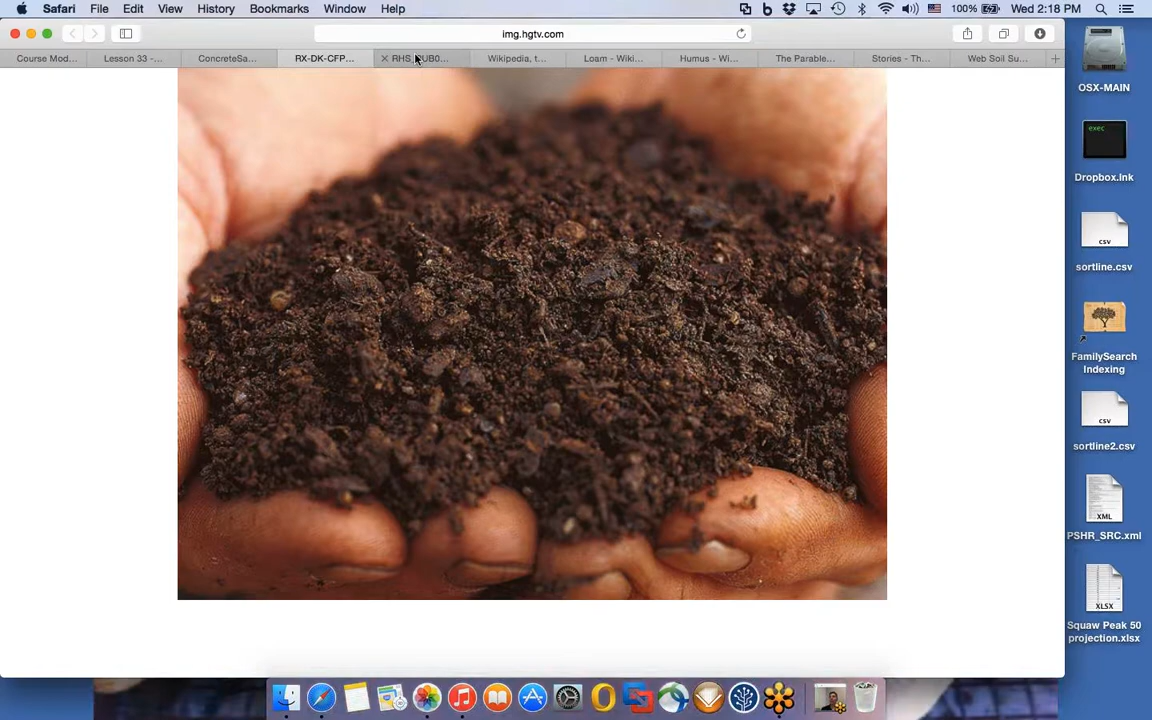 Safari File Edit View History Bookmarks Window Help 100% Wed 2:18 PM
img.hgtv.com
Course Mod... Lesson 33 -... ConcreteSa... RX-DK-CFP... RHS_PUB0... Wikipedia, t... Loam - Wiki... Humus - Wi... The Parable... Stories - Th... Web Soil Su...
OSX-MAIN
exec
Dropbox.lnk
csv
sortline.csv
FamilySearch
Indexing
csv
sortline2.csv
XML
PSHR_SRC.xml
XLSX
Squaw Peak 50
projection.xlsx